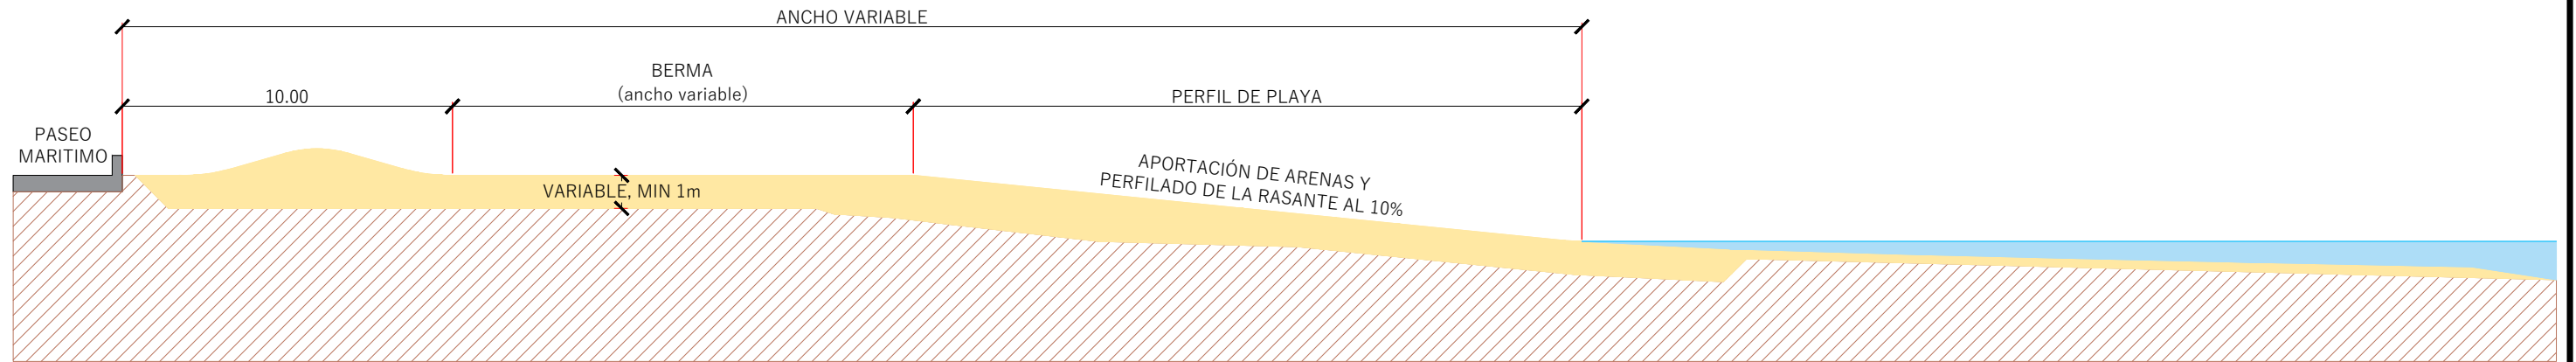 ANCHO VARIABLE
10.00
BERMA
(ancho variable)
PERFIL DE PLAYA
PASEO
MARITIMO
VARIABLE, MIN 1m
APORTACIÓN DE ARENAS Y
PERFILADO DE LA RASANTE AL 10%